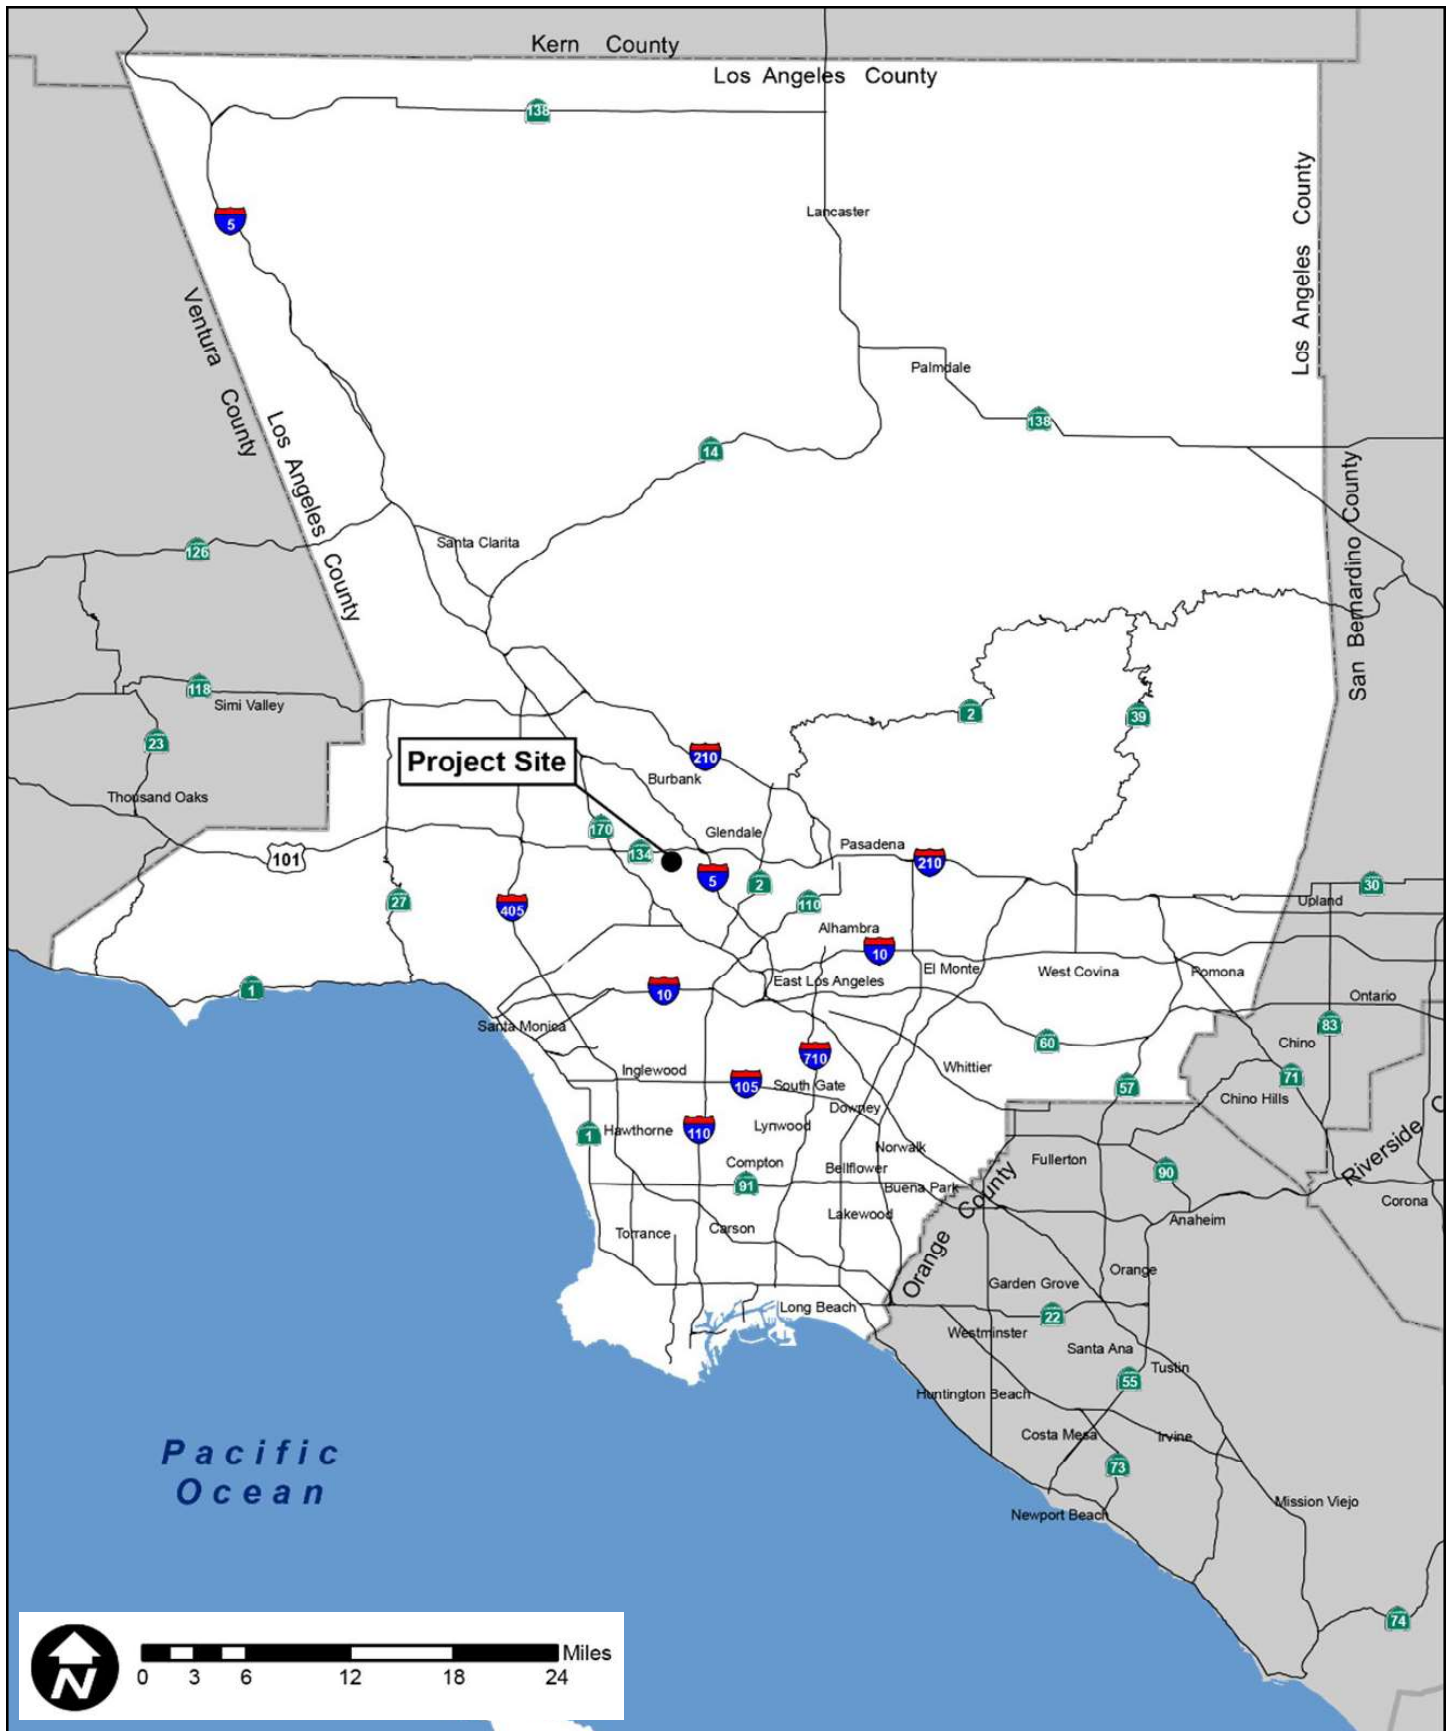 Kern County
Los Angeles County
138
Los Angeles County
Lancaster
5
Ventura County
Palmdale
Los Angeles County
138
14
San Bernardino County
Santa Clarita
126
118
Simi Valley
2
39
23
Project Site
210
Burbank
Thousand Oaks
170
Glendale
134
Pasadena
101
210
5
2
30
27
405
110
Upland
Alhambra
10
El Monte
West Covina
Pomona
East Los Angeles
1
10
Ontario
Santa Monica
83
60
Chino
710
Inglewood
Whittier
105
South Gate
71
57
Chino Hills
Downey
1
Hawthorne
110
Lynwood
Norwalk
Riverside
C
Compton
Bellflower
Fullerton
90
91
Buena Park
Orange County
Corona
Lakewood
Anaheim
Torrance
Carson
Orange
Garden Grove
Long Beach
22
Westminster
Santa Ana
Tustin
55
Huntington Beach
Costa Mesa
Irvine
Pacific
Ocean
73
Mission Viejo
Newport Beach
74
N
Miles
0 3 6 12 18 24